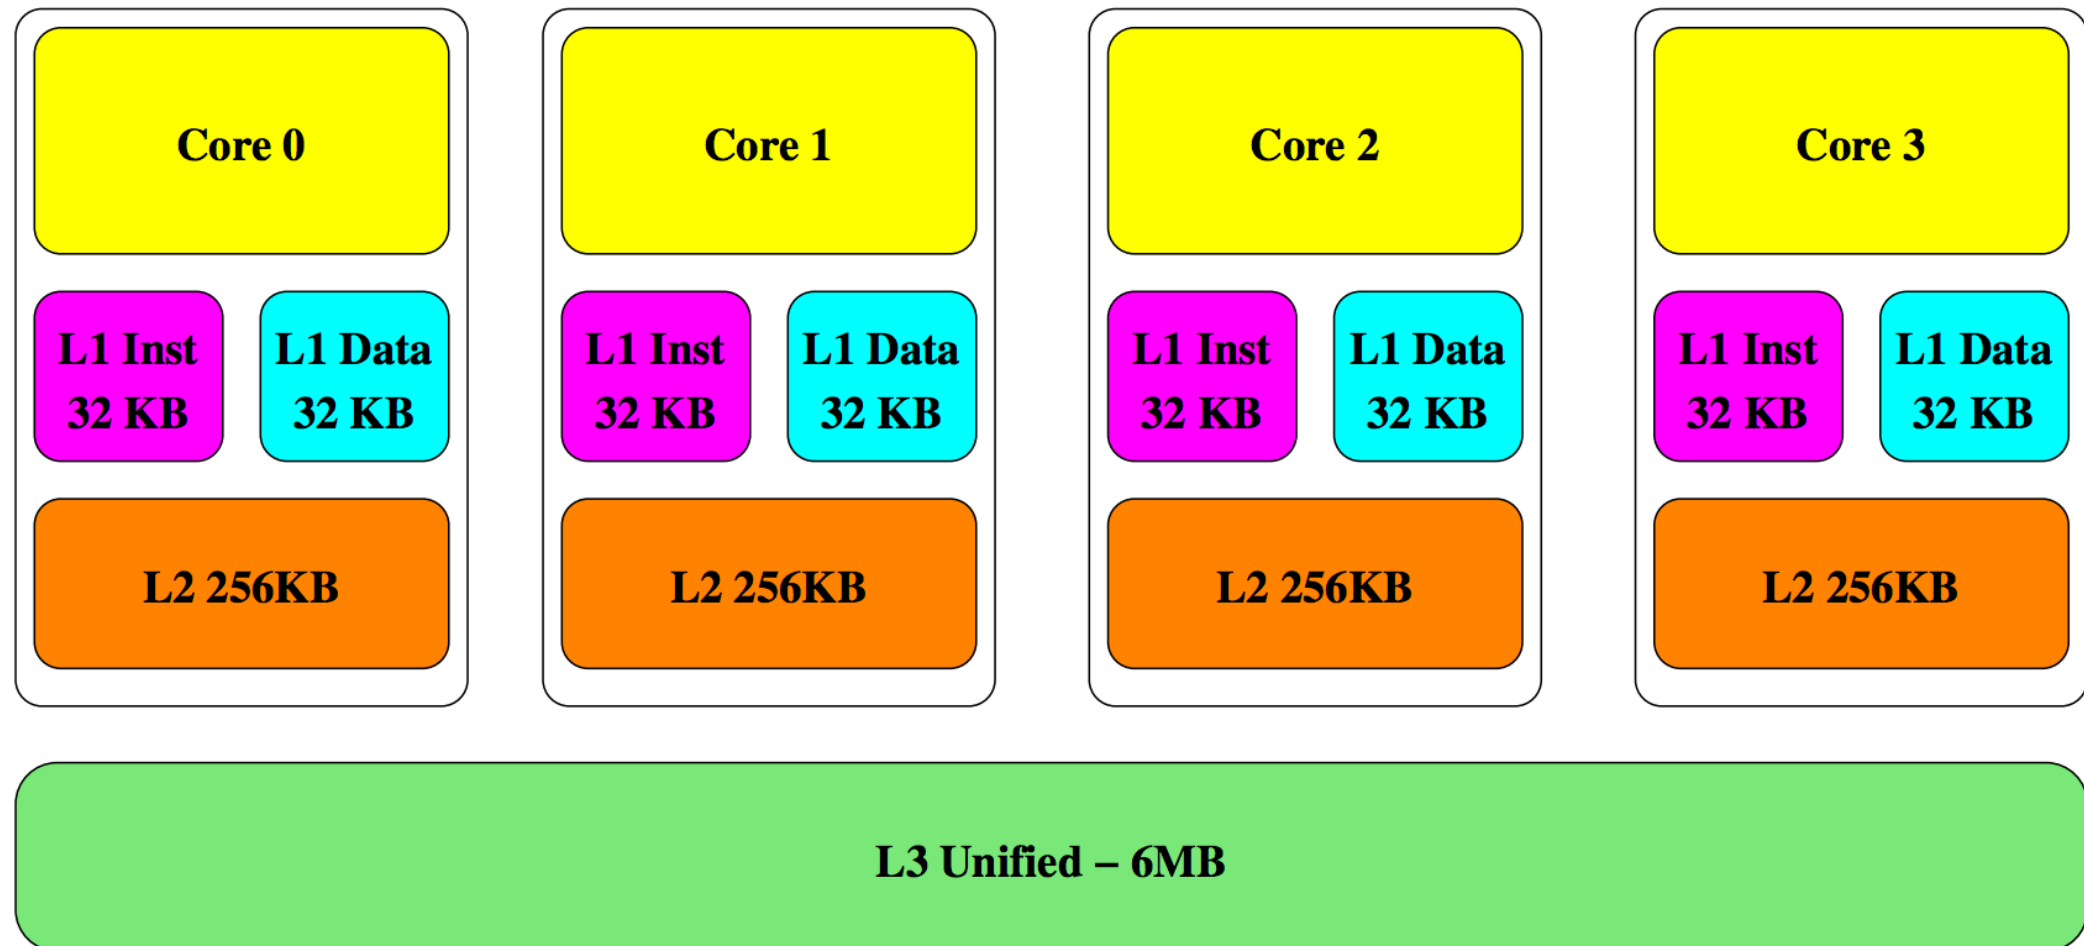 Core 0
Core 1
Core 2
Core 3
L1 Inst
32 KB
L1 Data
32 KB
L1 Inst
32 KB
L1 Data
32 KB
L1 Inst
32 KB
L1 Data
32 KB
L1 Inst
32 KB
L1 Data
32 KB
L2 256KB
L2 256KB
L2 256KB
L2 256KB
L3 Unified – 6MB